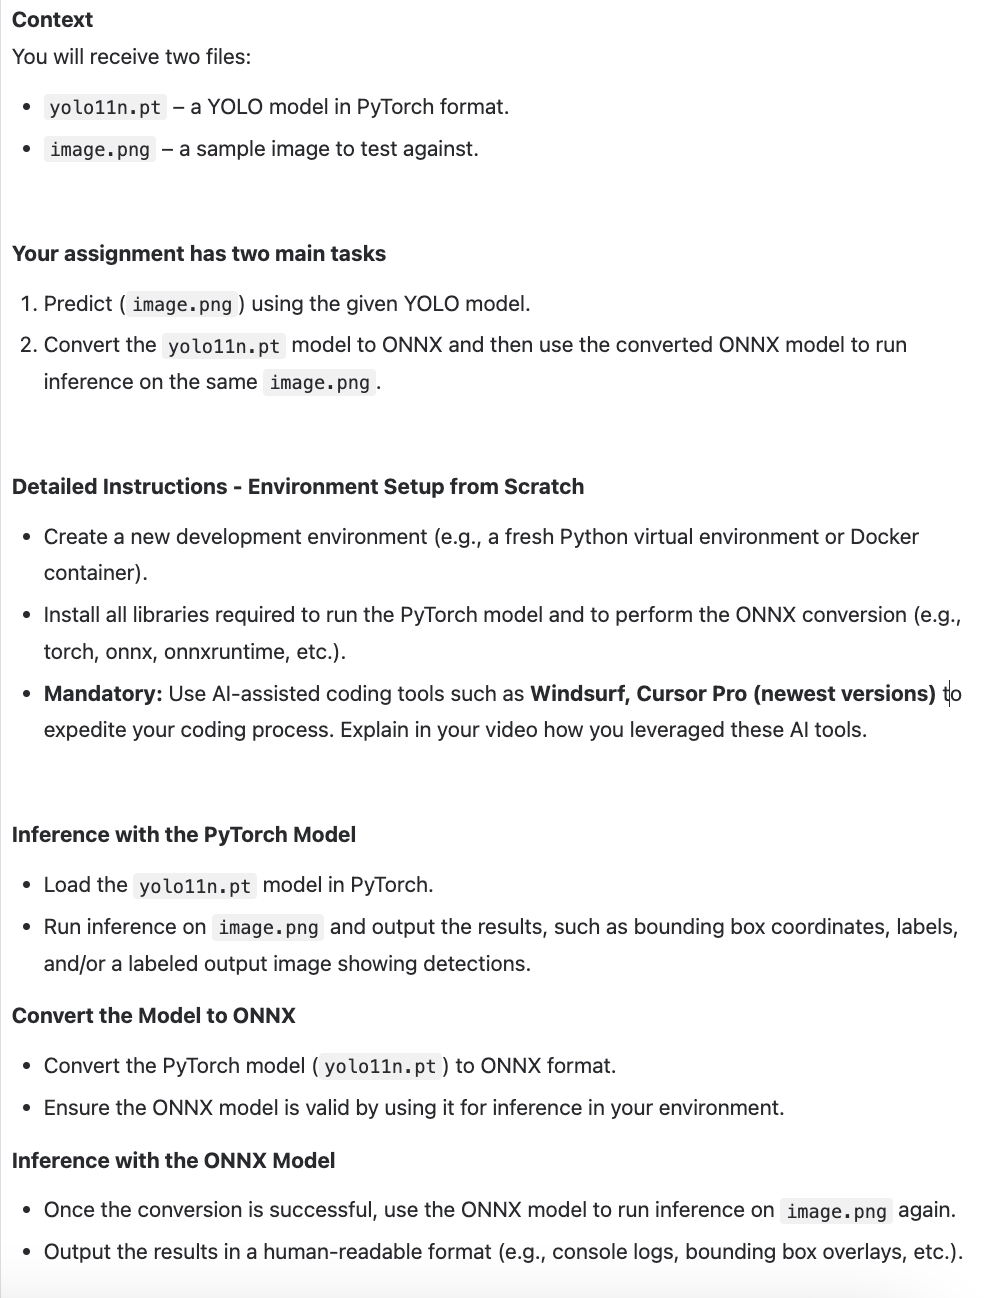 Context
You will receive two files:
• yolo11n.pt – a YOLO model in PyTorch format.
• image.png – a sample image to test against.
Your assignment has two main tasks
1. Predict ( image.png ) using the given YOLO model.
2. Convert the yolo11n.pt model to ONNX and then use the converted ONNX model to run
inference on the same image.png .
Detailed Instructions - Environment Setup from Scratch
• Create a new development environment (e.g., a fresh Python virtual environment or Docker
container).
• Install all libraries required to run the PyTorch model and to perform the ONNX conversion (e.g.,
torch, onnx, onnxruntime, etc.).
• Mandatory: Use AI-assisted coding tools such as Windsurf, Cursor Pro (newest versions) to
expedite your coding process. Explain in your video how you leveraged these AI tools.
Inference with the PyTorch Model
• Load the yolo11n.pt model in PyTorch.
• Run inference on image.png and output the results, such as bounding box coordinates, labels,
and/or a labeled output image showing detections.
Convert the Model to ONNX
• Convert the PyTorch model ( yolo11n.pt ) to ONNX format.
• Ensure the ONNX model is valid by using it for inference in your environment.
Inference with the ONNX Model
• Once the conversion is successful, use the ONNX model to run inference on image.png again.
• Output the results in a human-readable format (e.g., console logs, bounding box overlays, etc.).